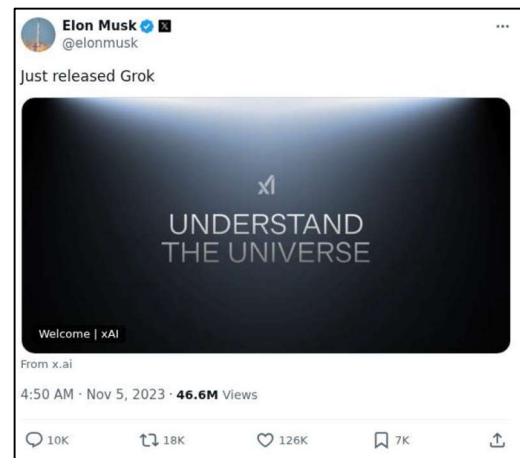 Elon Musk
@elonmusk
Just released Grok
xI
UNDERSTAND
THE UNIVERSE
Welcome | xAI
From x.ai
4:50 AM · Nov 5, 2023 · 46.6M Views
10K 18K 126K 7K